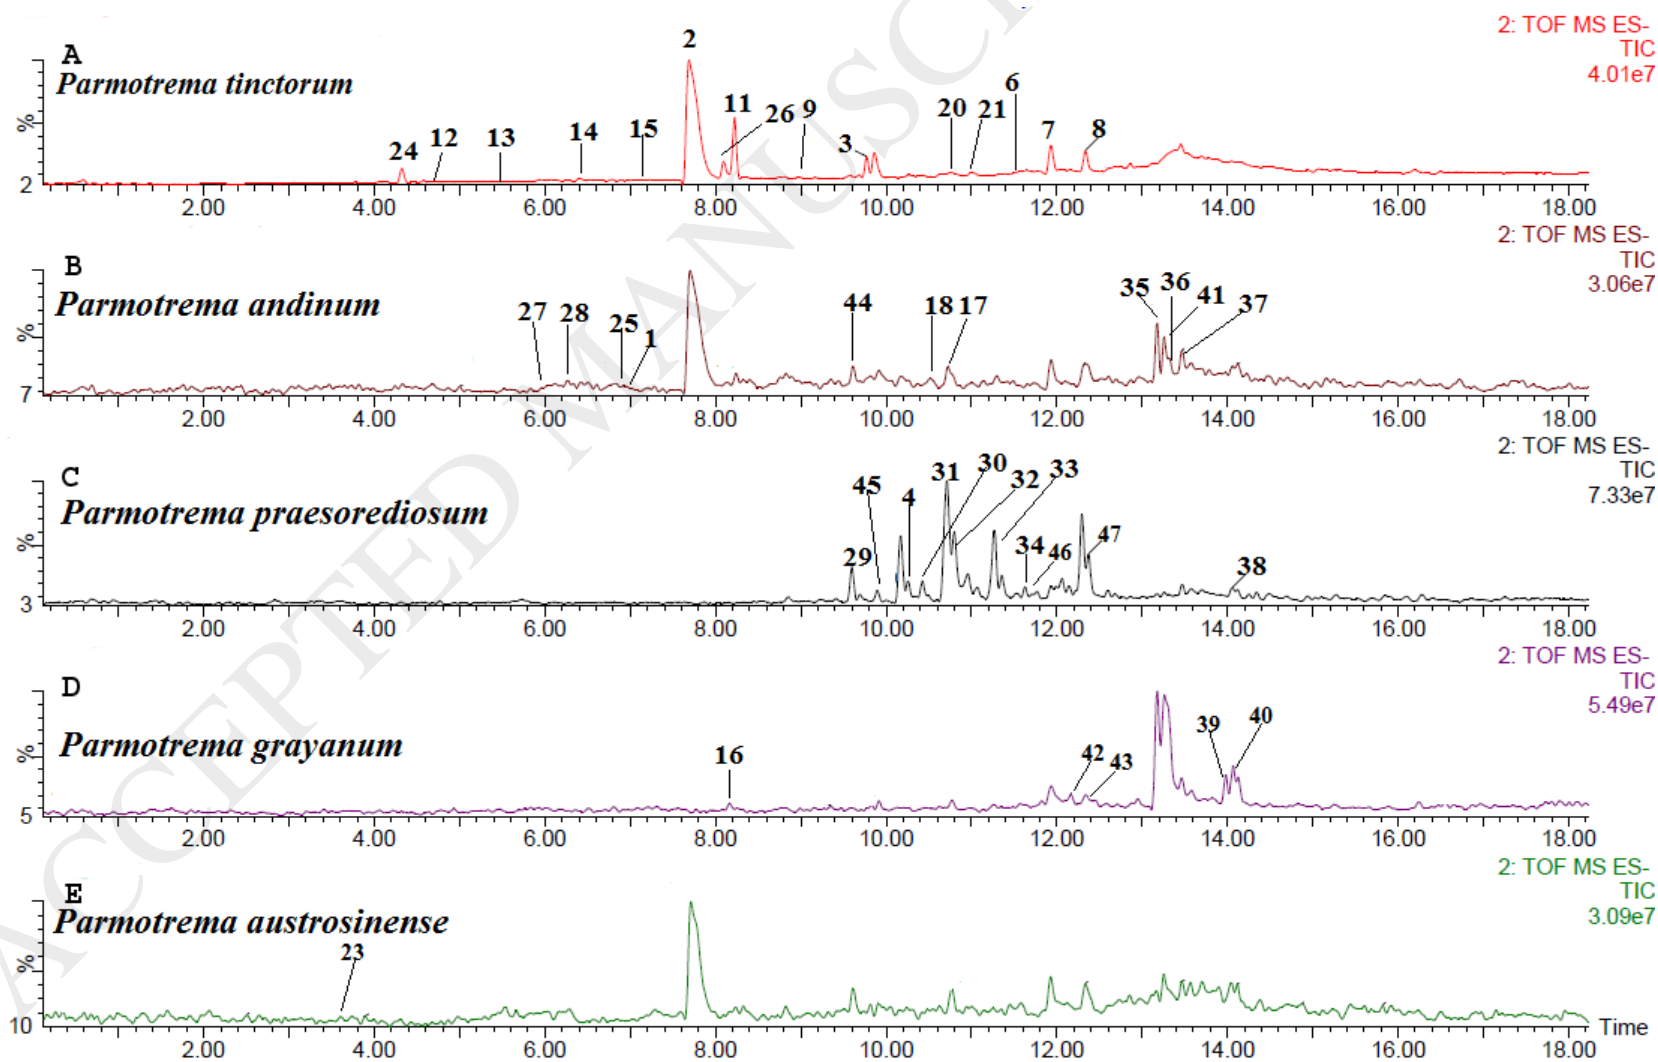 2: TOF MS ES-
TIC
4.01e7
A
Parmotrema tinctorum
2
11
26
9
6
20
21
7
8
3
24
12
13
14
15
%
2
2.00 4.00 6.00 8.00 10.00 12.00 14.00 16.00 18.00
2: TOF MS ES-
TIC
3.06e7
B
Parmotrema andinum
27
28
25
1
44
18
17
35
36
41
37
%
7
2.00 4.00 6.00 8.00 10.00 12.00 14.00 16.00 18.00
2: TOF MS ES-
TIC
7.33e7
C
Parmotrema praesorediosum
29
45
4
31
30
32
33
34
46
47
38
%
3
2.00 4.00 6.00 8.00 10.00 12.00 14.00 16.00 18.00
2: TOF MS ES-
TIC
5.49e7
D
Parmotrema grayanum
16
42
43
39
40
%
5
2.00 4.00 6.00 8.00 10.00 12.00 14.00 16.00 18.00
2: TOF MS ES-
TIC
3.09e7
E
Parmotrema austrosinense
23
%
10
Time
2.00 4.00 6.00 8.00 10.00 12.00 14.00 16.00 18.00
ACCEPTED MANUSC